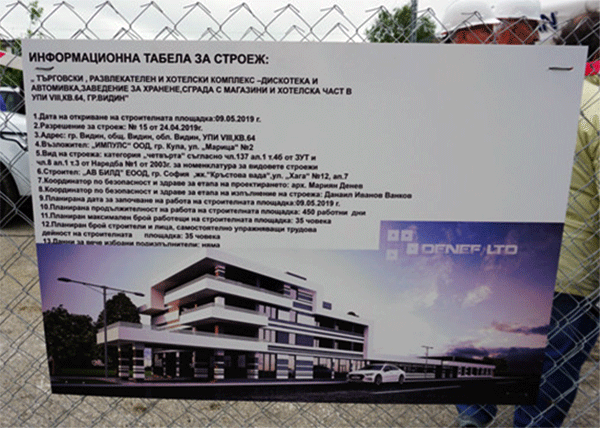 ИНФОРМАЦИОННА ТАБЕЛА ЗА СТРОЕЖ:
„ ТЪРГОВСКИ , РАЗВЛЕКАТЕЛЕН И ХОТЕЛСКИ КОМПЛЕКС –ДИСКОТЕКА И
АВТОМИВКА,ЗАВЕДЕНИЕ ЗА ХРАНЕНЕ,СГРАДА С МАГАЗИНИ И ХОТЕЛСКА ЧАСТ В
УПИ VIII,КВ.64, ГР.ВИДИН"
1.Дата на откриване на строителната площадка:09.05.2019 г.
2.Разрешение за строеж: № 15 от 24.04.2019г.
3.Адрес: гр. Видин, общ. Видин, обл. Видин, УПИ VIII,КВ.64
4.Възложител: „ИМПУЛС" ООД, гр. Кула, ул. „Марица" №2
5.Вид на строежа: категория „четвърта" съгласно чл.137 ал.1 т.4б от ЗУТ и
чл.8 ал.1 т.3 от Наредба №1 от 2003г. за номенклатура за видовете строежи
6.Строител: „АВ БИЛД" ЕООД, гр. София ,жк."Кръстова вада",ул. "Хага" №12, ап.7
7.Координатор по безопасност и здраве за етапа на проектирането: арх. Мариян Денев
8.Координатор по безопасност и здраве за етапа на изпълнение на строежа: Данаил Иванов Ванков
9.Планирана дата за започване на работа на строителната площадка:09.05.2019 г.
10.Планирана продължителност на работа на строителната площадка: 450 работни дни
11.Планиран максимален брой работещи на строителната площадка: 35 човека
12.Планиран брой строители и лица, самостоятелно упражняващи трудова
дейност на строителната площадка: 35 човека
13.Данни за вече избрани подизпълнители: няма
DENEF LTD